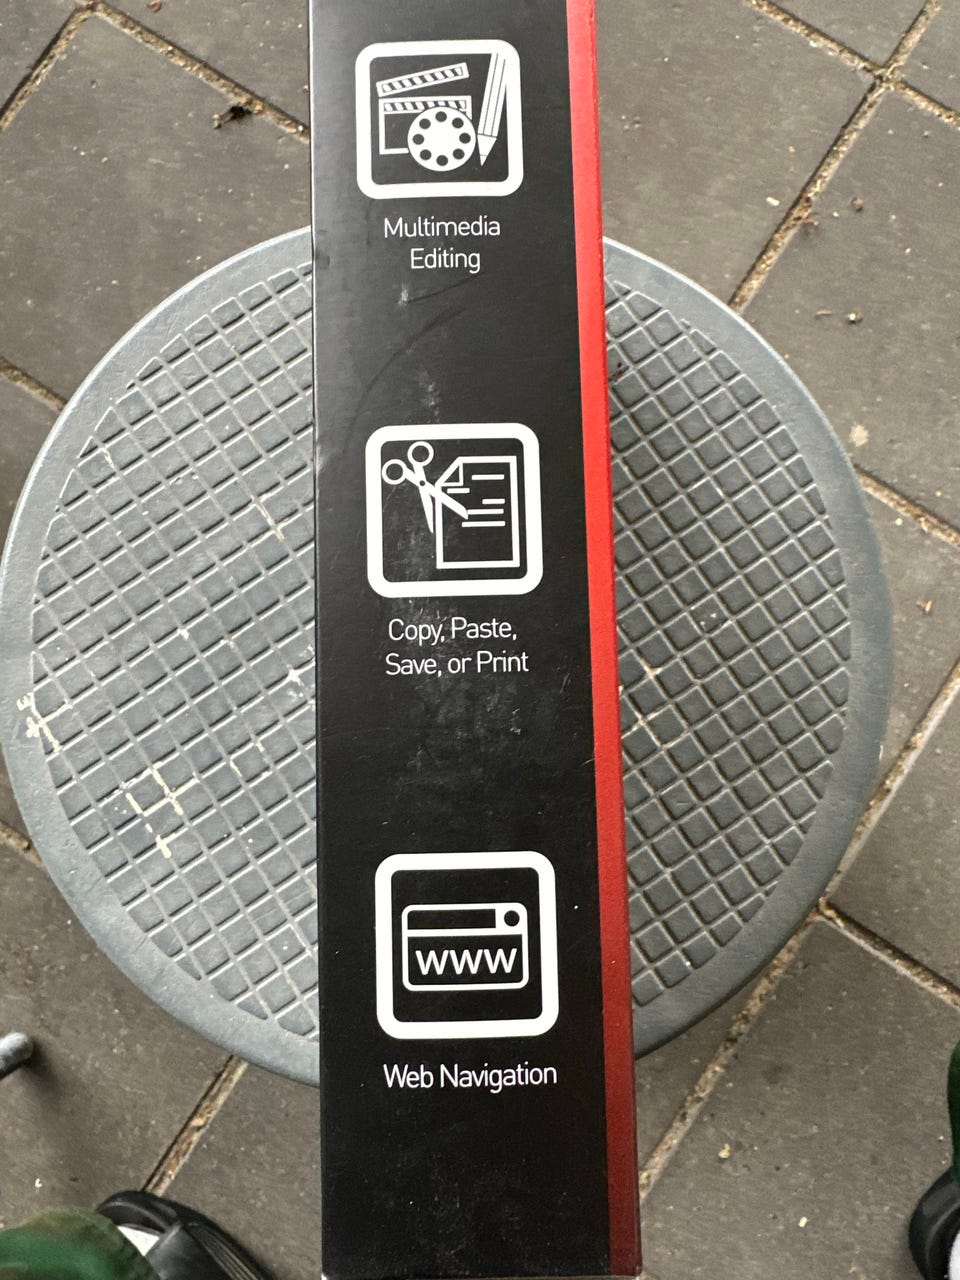 Multimedia
Editing
Copy, Paste,
Save, or Print
WWW
Web Navigation